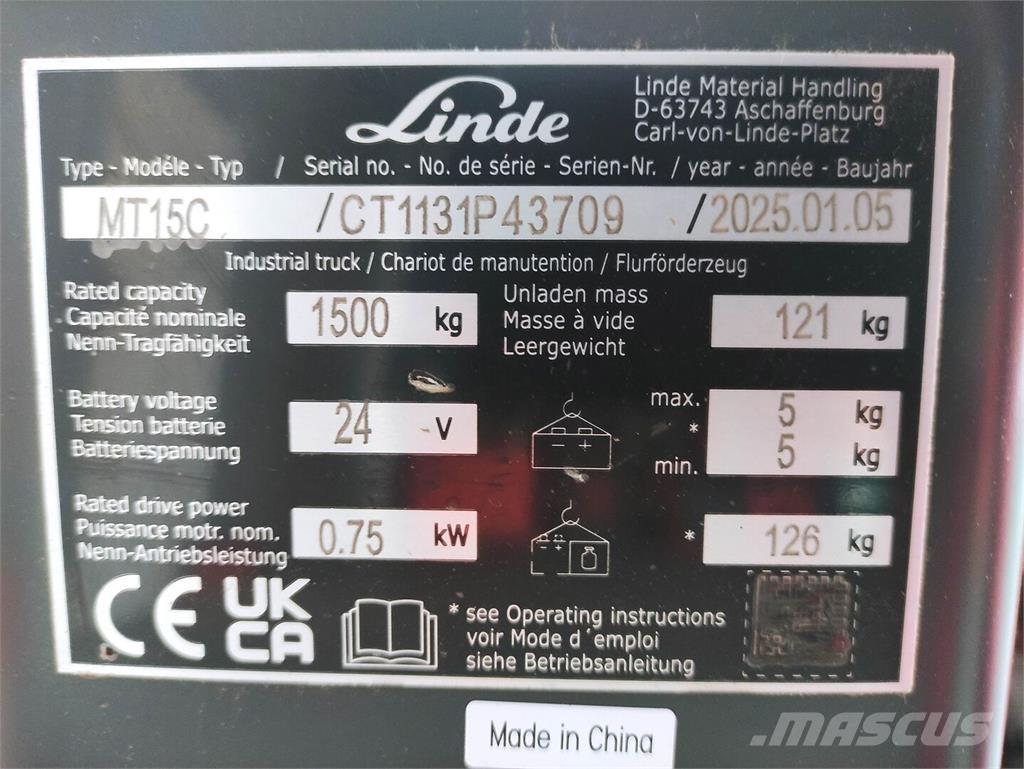 Linde
Linde Material Handling
D-63743 Aschaffenburg
Carl-von-Linde-Platz
Type - Modéle - Typ / Serial no. - No. de série - Serien-Nr. / year - année - Baujahr
MT15C /CT1131P43709 /2025.01.05
Industrial truck / Chariot de manutention / Flurförderzeug
Rated capacity
Capacité nominale
Nenn-Tragfähigkeit
1500 kg
Unladen mass
Masse à vide
Leergewicht
121 kg
Battery voltage
Tension batterie
Batteriespannung
24 V
max. 5 kg
*
min. 5 kg
Rated drive power
Puissance motr. nom.
Nenn-Antriebsleistung
0.75 kW
* 126 kg
CE UK
CA
* see Operating instructions
voir Mode d´emploi
siehe Betriebsanleitung
Made in China
MASCUS